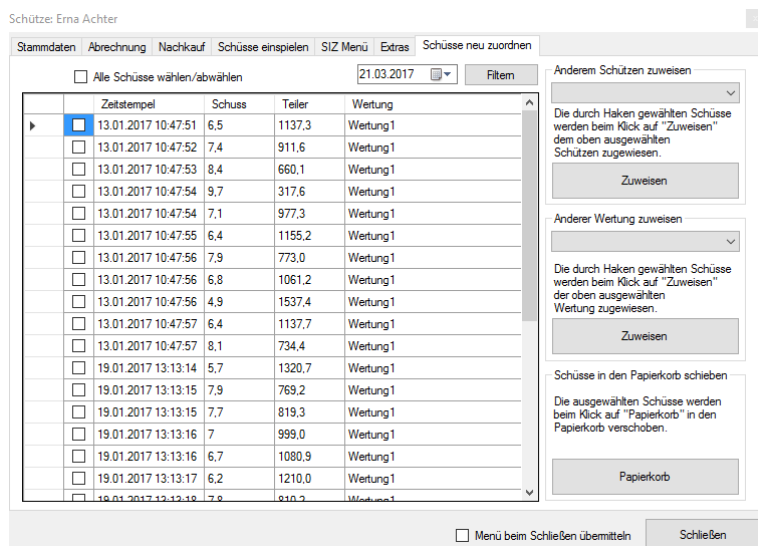 Schütze: Erna Achter
Stammdaten Abrechnung Nachkauf Schüsse einspielen SIZ Menü Extras Schüsse neu zuordnen
Alle Schüsse wählen/abwählen 21.03.2017 Filtern
Zeitstempel Schuss Teiler Wertung
13.01.2017 10:47:51 6,5 1137,3 Wertung1
13.01.2017 10:47:52 7,4 911,6 Wertung1
13.01.2017 10:47:53 8,4 660,1 Wertung1
13.01.2017 10:47:54 9,7 317,6 Wertung1
13.01.2017 10:47:54 7,1 977,3 Wertung1
13.01.2017 10:47:55 6,4 1155,2 Wertung1
13.01.2017 10:47:56 7,9 773,0 Wertung1
13.01.2017 10:47:56 6,8 1061,2 Wertung1
13.01.2017 10:47:56 4,9 1537,4 Wertung1
13.01.2017 10:47:57 6,4 1137,7 Wertung1
13.01.2017 10:47:57 8,1 734,4 Wertung1
19.01.2017 13:13:14 5,7 1320,7 Wertung1
19.01.2017 13:13:15 7,9 769,2 Wertung1
19.01.2017 13:13:15 7,7 819,3 Wertung1
19.01.2017 13:13:16 7 999,0 Wertung1
19.01.2017 13:13:16 6,7 1080,9 Wertung1
19.01.2017 13:13:17 6,2 1210,0 Wertung1
19.01.2017 13:13:18 7,8 810,2 Wertung1
Anderem Schützen zuweisen
Die durch Haken gewählten Schüsse
werden beim Klick auf "Zuweisen"
dem oben ausgewählten
Schützen zugewiesen.
Zuweisen
Anderer Wertung zuweisen
Die durch Haken gewählten Schüsse
werden beim Klick auf "Zuweisen"
der oben ausgewählten
Wertung zugewiesen.
Zuweisen
Schüsse in den Papierkorb schieben
Die ausgewählten Schüsse werden
beim Klick auf "Papierkorb" in den
Papierkorb verschoben.
Papierkorb
Menü beim Schließen übermitteln Schließen